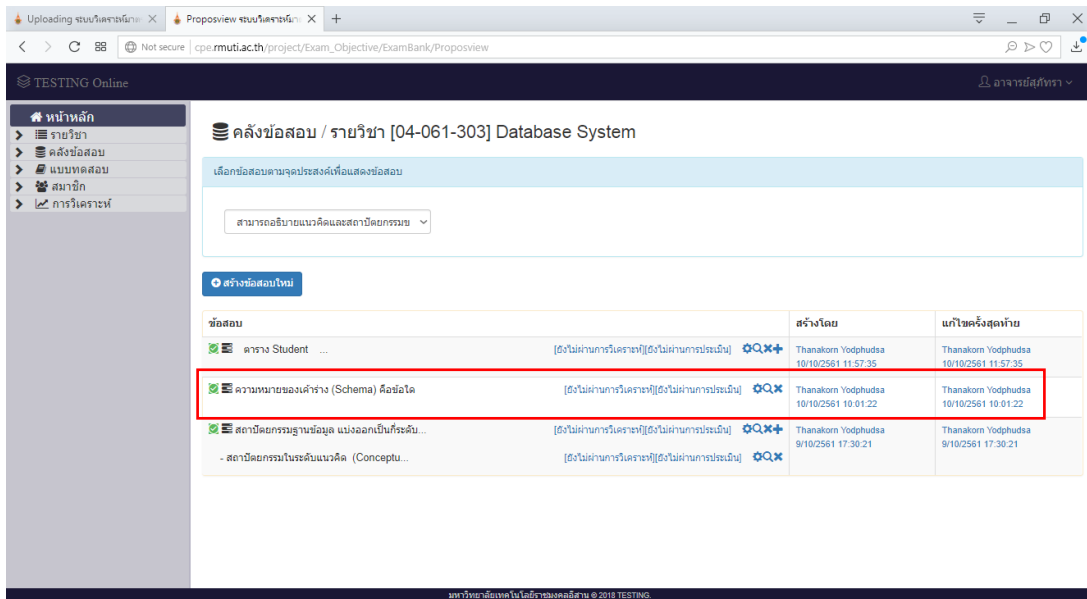 Uploading ระบบวิเคราะห์มาต
Proposview ระบบวิเคราะห์มา
Not secure
cpe.rmuti.ac.th/project/Exam_Objective/ExamBank/Proposview
TESTING Online
อาจารย์สุภัทรา
หน้าหลัก
รายวิชา
คลังข้อสอบ
แบบทดสอบ
สมาชิก
การวิเคราะห์
คลังข้อสอบ / รายวิชา [04-061-303] Database System
เลือกข้อสอบตามจุดประสงค์เพื่อแสดงข้อสอบ
สามารถอธิบายแนวคิดและสถาปัตยกรรมข
สร้างข้อสอบใหม่
ข้อสอบ สร้างโดย แก้ไขครั้งสุดท้าย
ตาราง Student ... [ยังไม่ผ่านการวิเคราะห์][ยังไม่ผ่านการประเมิน] Thanakorn Yodphudsa Thanakorn Yodphudsa
10/10/2561 11:57:35 10/10/2561 11:57:35
ความหมายของเค้าร่าง (Schema) คือข้อใด [ยังไม่ผ่านการวิเคราะห์][ยังไม่ผ่านการประเมิน] Thanakorn Yodphudsa Thanakorn Yodphudsa
10/10/2561 10:01:22 10/10/2561 10:01:22
สถาปัตยกรรมฐานข้อมูล แบ่งออกเป็นกี่ระดับ... [ยังไม่ผ่านการวิเคราะห์][ยังไม่ผ่านการประเมิน] Thanakorn Yodphudsa Thanakorn Yodphudsa
9/10/2561 17:30:21 9/10/2561 17:30:21
- สถาปัตยกรรมในระดับแนวคิด (Conceptu... [ยังไม่ผ่านการวิเคราะห์][ยังไม่ผ่านการประเมิน]
มหาวิทยาลัยเทคโนโลยีราชมงคลอีสาน © 2018 TESTING.